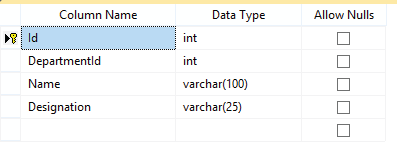 Column Name Data Type Allow Nulls
Id int
DepartmentId int
Name varchar(100)
Designation varchar(25)